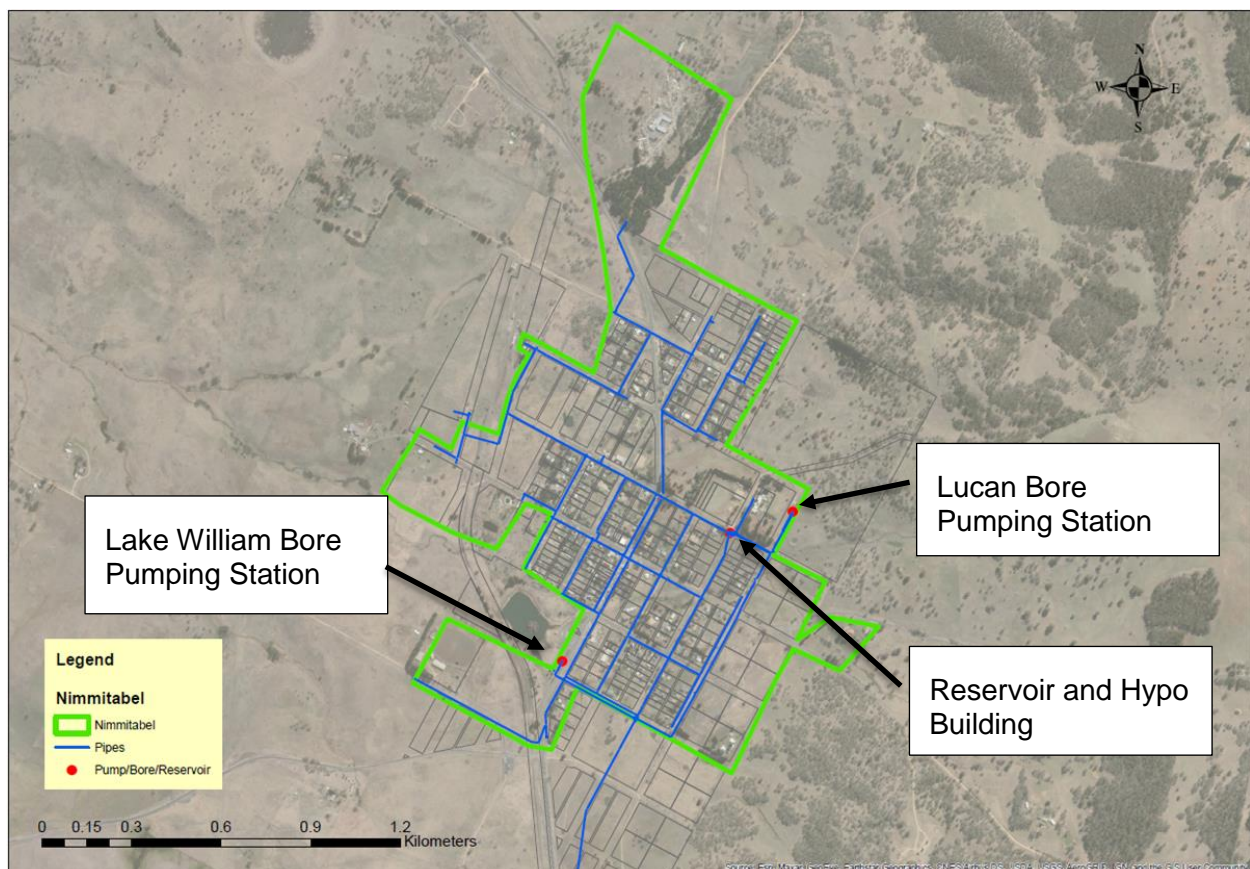 N
W E
S
Lucan Bore
Pumping Station
Lake William Bore
Pumping Station
Reservoir and Hypo
Building
Legend
Nimmitabel
Nimmitabel
Pipes
Pump/Bore/Reservoir
0 0.15 0.3 0.6 0.9 1.2
Kilometers